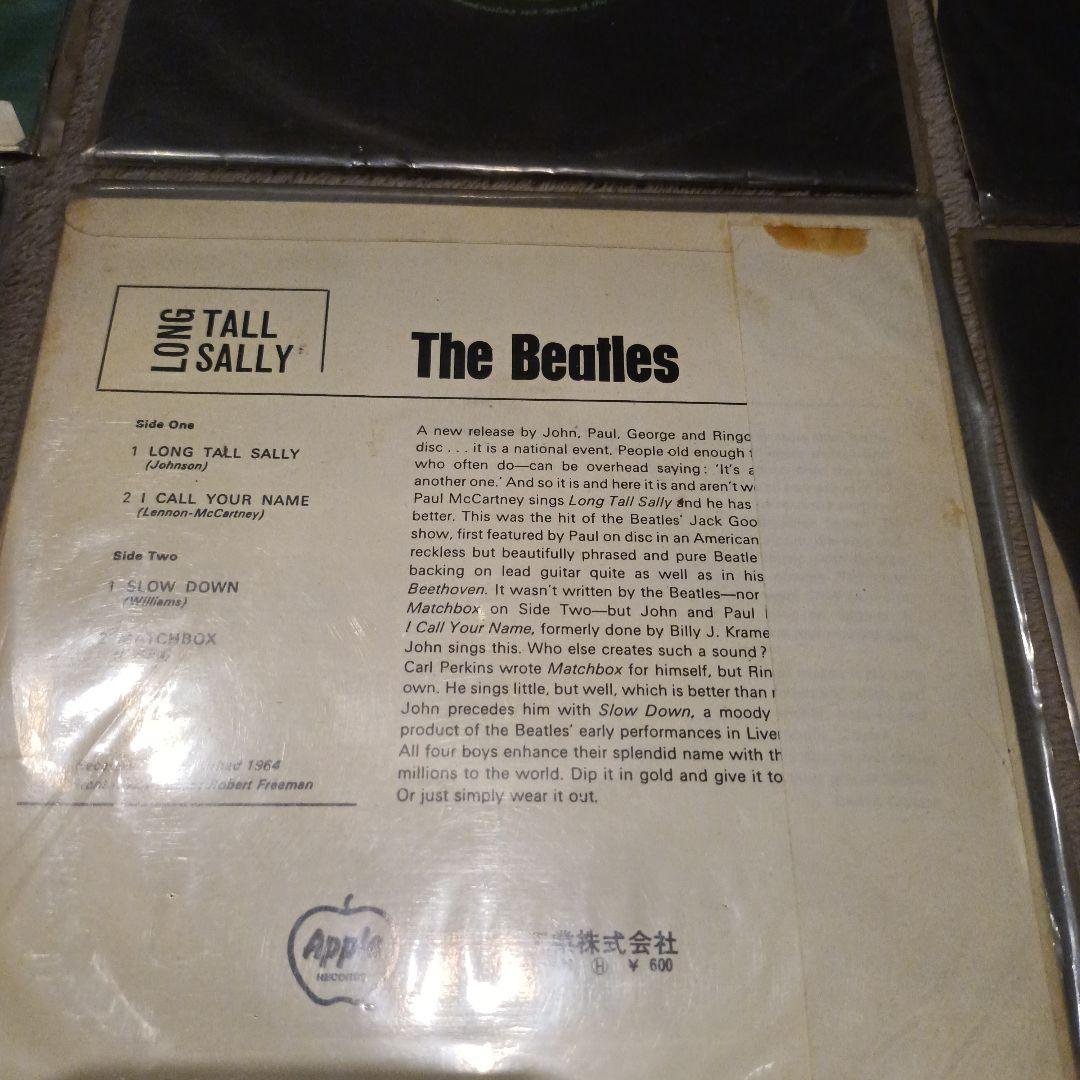 LONG
TALL
SALLY
The Beatles
Side One
1 LONG TALL SALLY
(Johnson)
2 I CALL YOUR NAME
(Lennon-McCartney)
Side Two
1 SLOW DOWN
(Williams)
2 MATCHBOX
1964
Robert Freeman
A new release by John, Paul, George and Ringo
disc . . . it is a national event. People old enough
who often do—can be overhead saying: 'It's a
another one.' And so it is and here it is and aren't
Paul McCartney sings Long Tall Sally and he has
better. This was the hit of the Beatles' Jack Goo
show, first featured by Paul on disc in an American
reckless but beautifully phrased and pure Beatle
backing on lead guitar quite as well as in his
Beethoven. It wasn't written by the Beatles—nor
Matchbox on Side Two—but John and Paul
I Call Your Name, formerly done by Billy J. Krame
John sings this. Who else creates such a sound?
Carl Perkins wrote Matchbox for himself, but Rin
own. He sings little, but well, which is better than
John precedes him with Slow Down, a moody
product of the Beatles' early performances in Live
All four boys enhance their splendid name with th
millions to the world. Dip it in gold and give it to
Or just simply wear it out.
Apple
RECORDS
業株式会社
Ⓗ ¥ 600